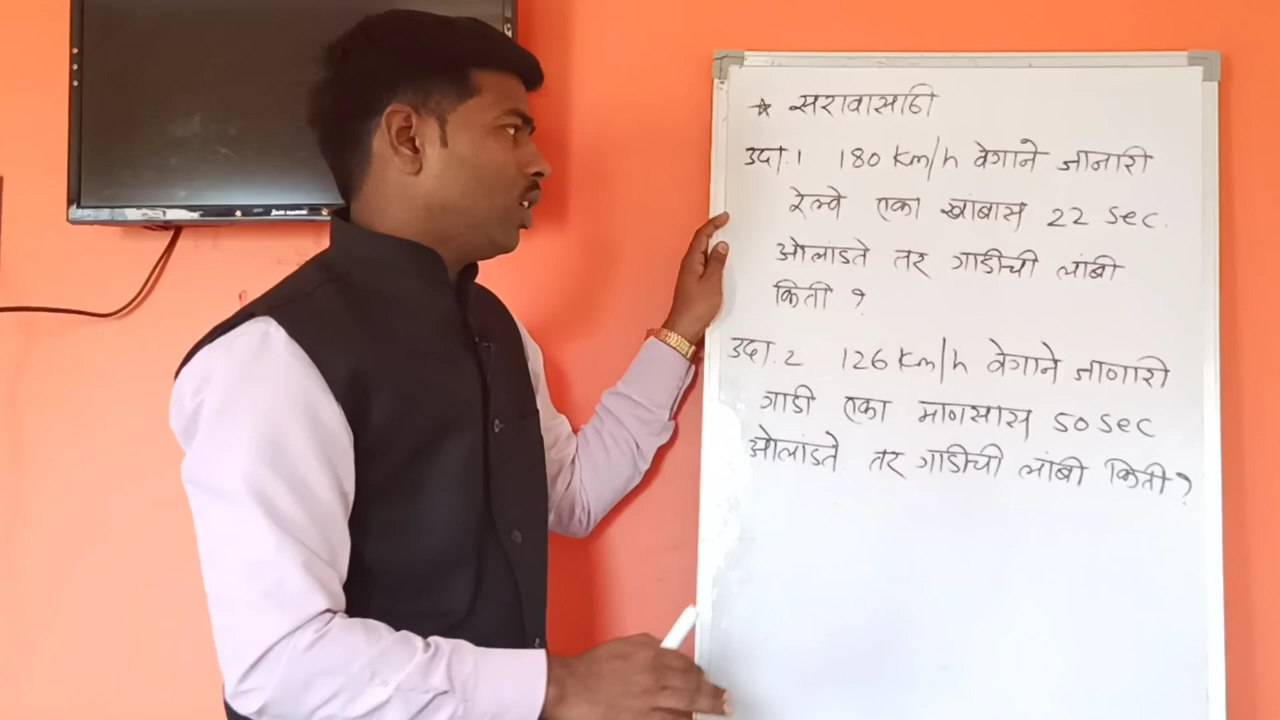 ★ सरावासाठी
उदा.1 180 km/h वेगाने जानारी
रेल्वे एका खांबास 22 sec.
ओलांडते तर गाडीची लांबी
किती ?
उदा.2 126 km/h वेगाने जाणारी
गाडी एका माणसास 50 sec
ओलांडते तर गाडीची लांबी किती?